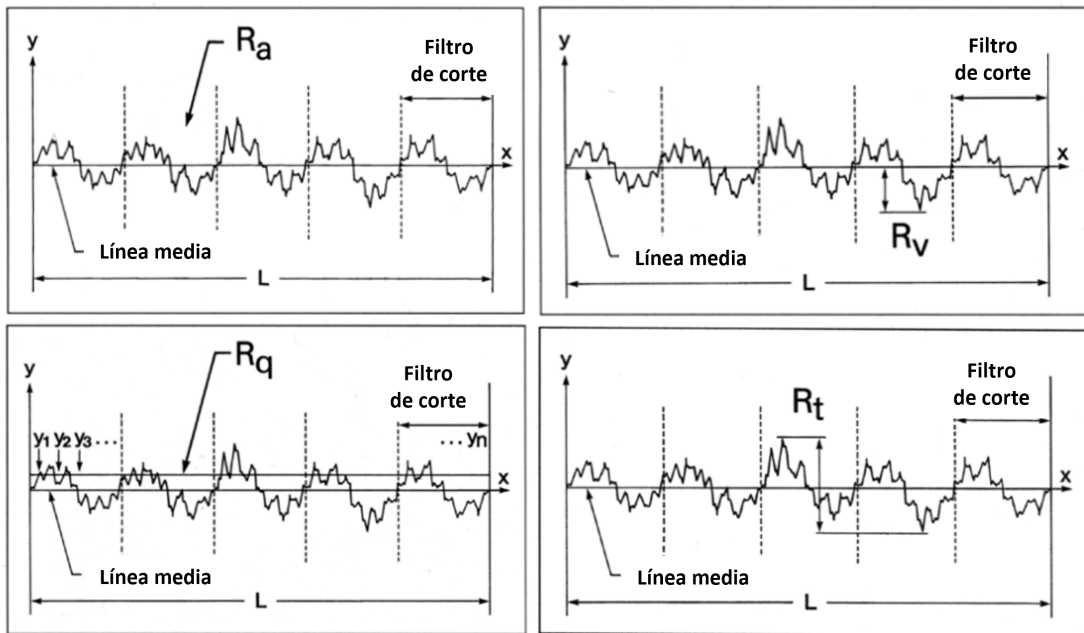 y
Rₐ
Filtro
de corte
x
Línea media
L
y
Filtro
de corte
x
Rᵥ
Línea media
L
y
R_q
Filtro
de corte
y₁ y₂ y₃ ...
... yₙ
x
Línea media
L
y
Rₜ
Filtro
de corte
x
Línea media
L